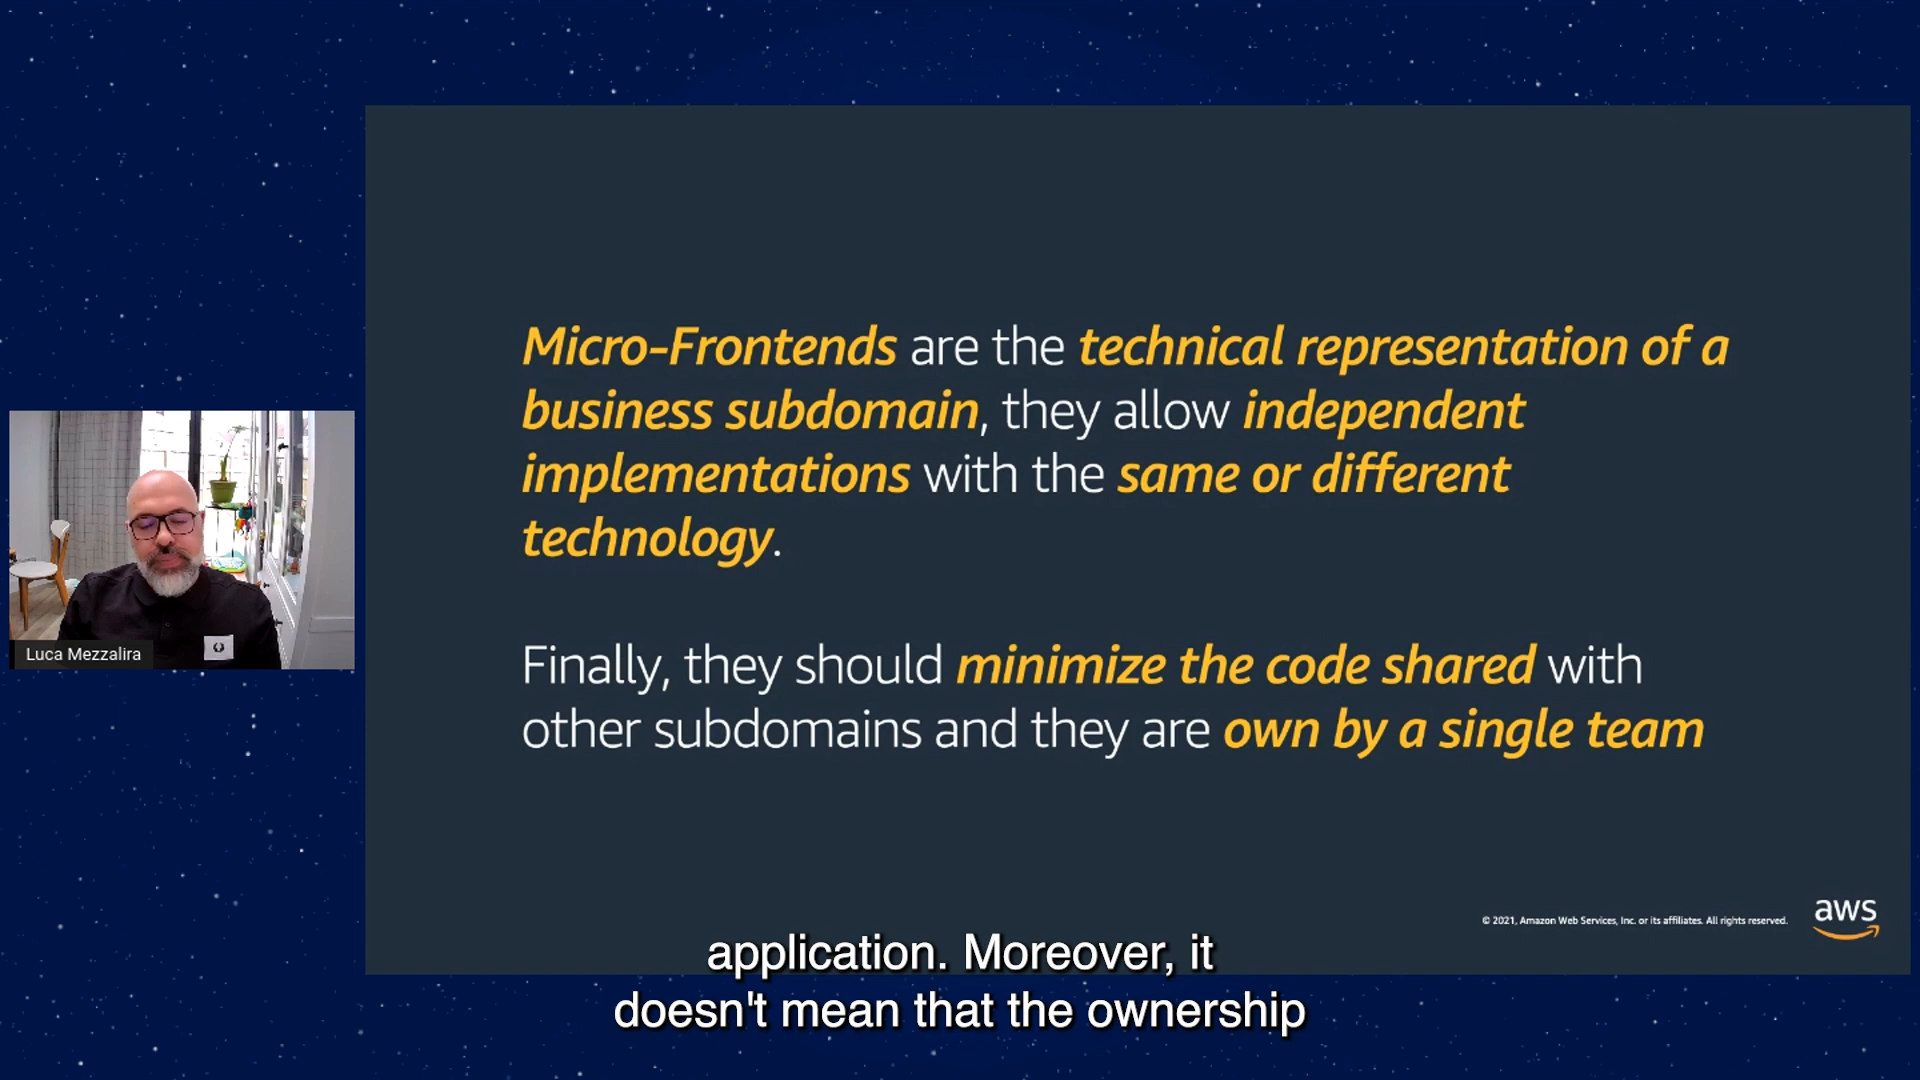 Micro-Frontends are the technical representation of a
business subdomain, they allow independent
implementations with the same or different
technology.
Finally, they should minimize the code shared with
other subdomains and they are own by a single team
Luca Mezzalira
© 2021, Amazon Web Services, Inc. or its affiliates. All rights reserved.
aws
application. Moreover, it
doesn't mean that the ownership